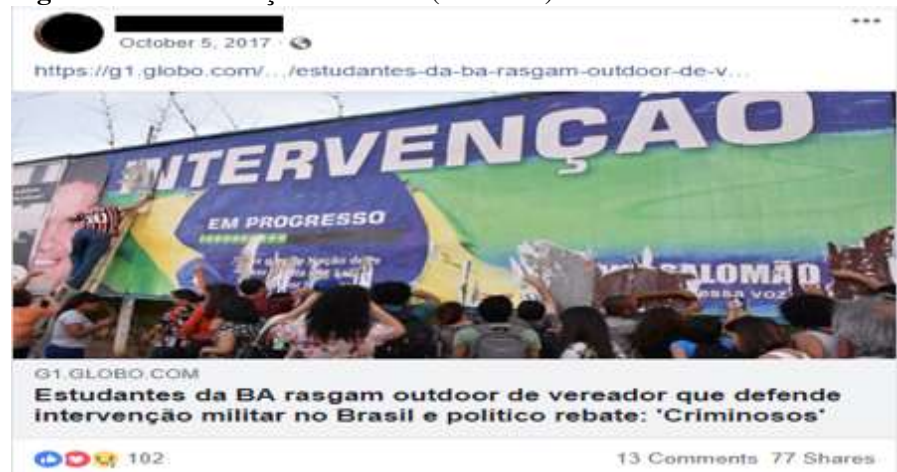 October 5, 2017
https://g1.globo.com/.../estudantes-da-ba-rasgam-outdoor-de-v...
INTERVENÇÃO
EM PROGRESSO
SALOMÃO
essa voz
G1.GLOBO.COM
Estudantes da BA rasgam outdoor de vereador que defende
intervenção militar no Brasil e político rebate: 'Criminosos'
102
13 Comments 77 Shares